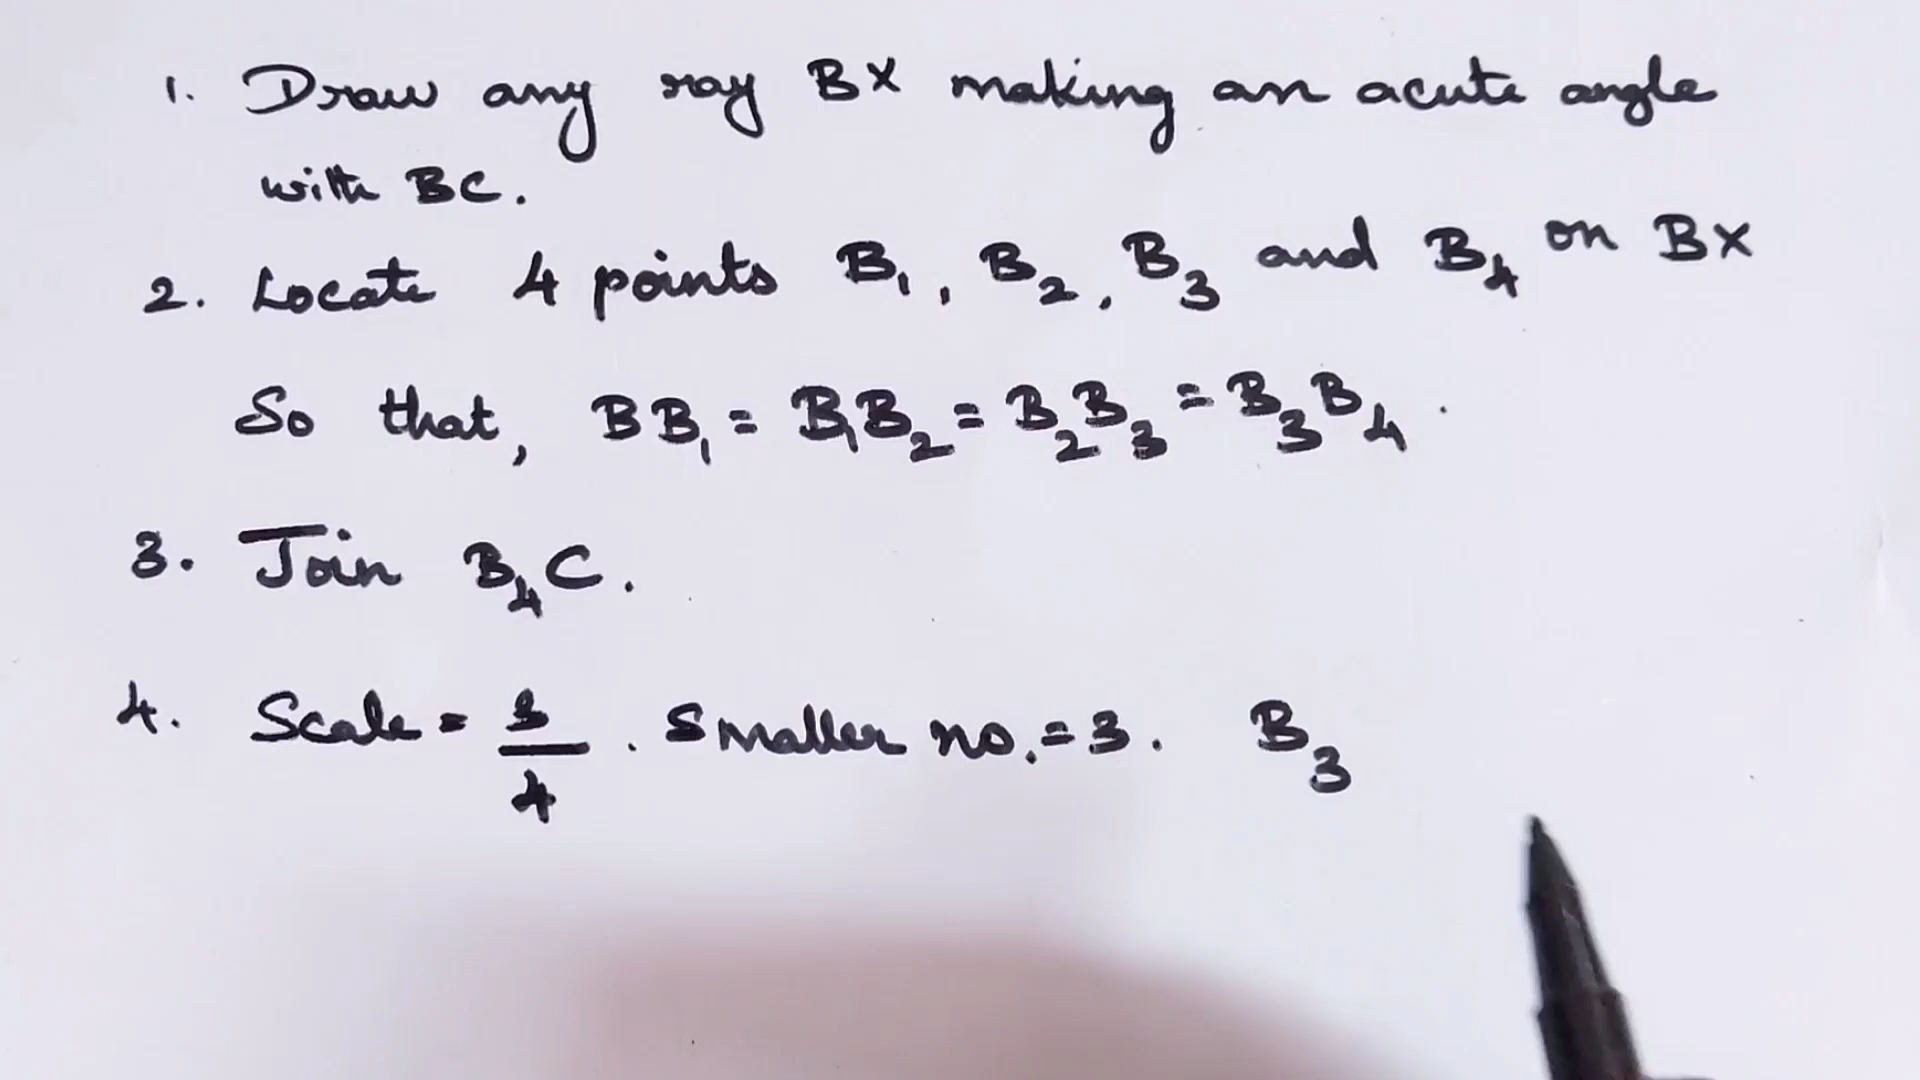 1. Draw any ray BX making an acute angle
with BC.
2. Locate 4 points B₁, B₂, B₃ and B₄ on BX
So that, BB₁ = B₁B₂ = B₂B₃ = B₃B₄.
3. Join B₄C.
4. Scale = 3/4. Smaller no. = 3. B₃